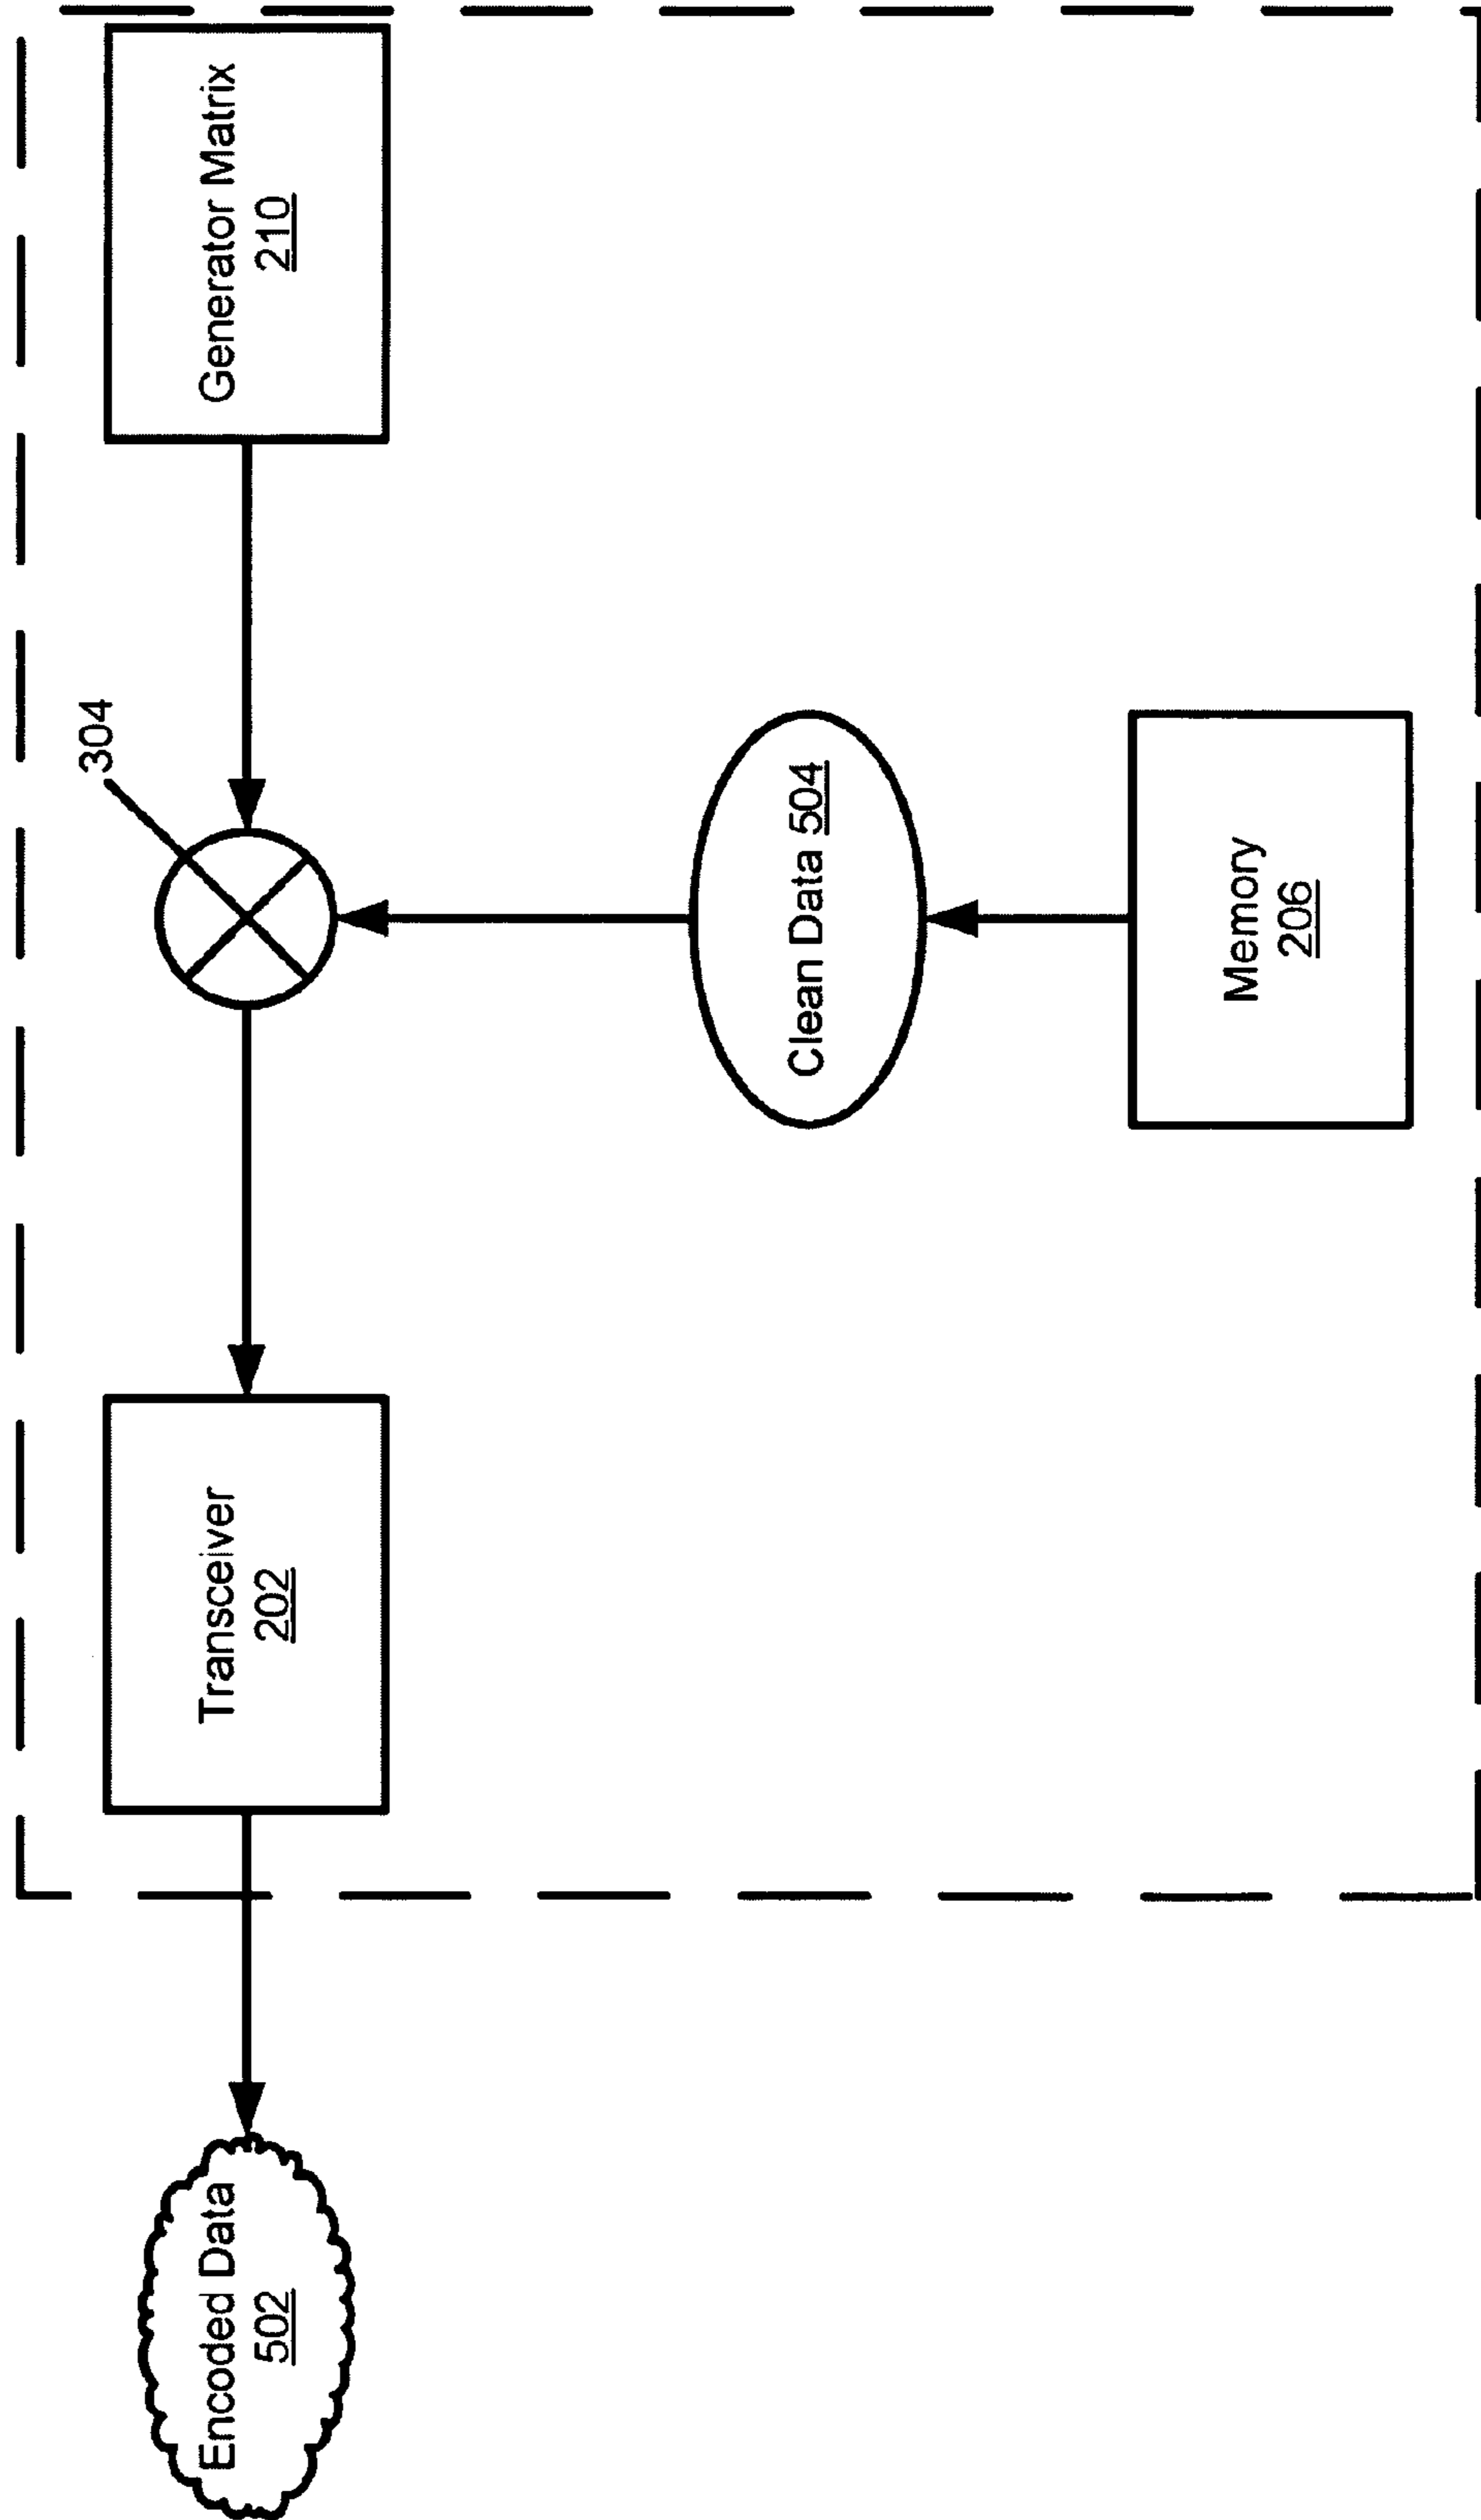 Encoded Data
502
Transceiver
202
304
Generator Matrix
210
Clean Data 504
Memory
206